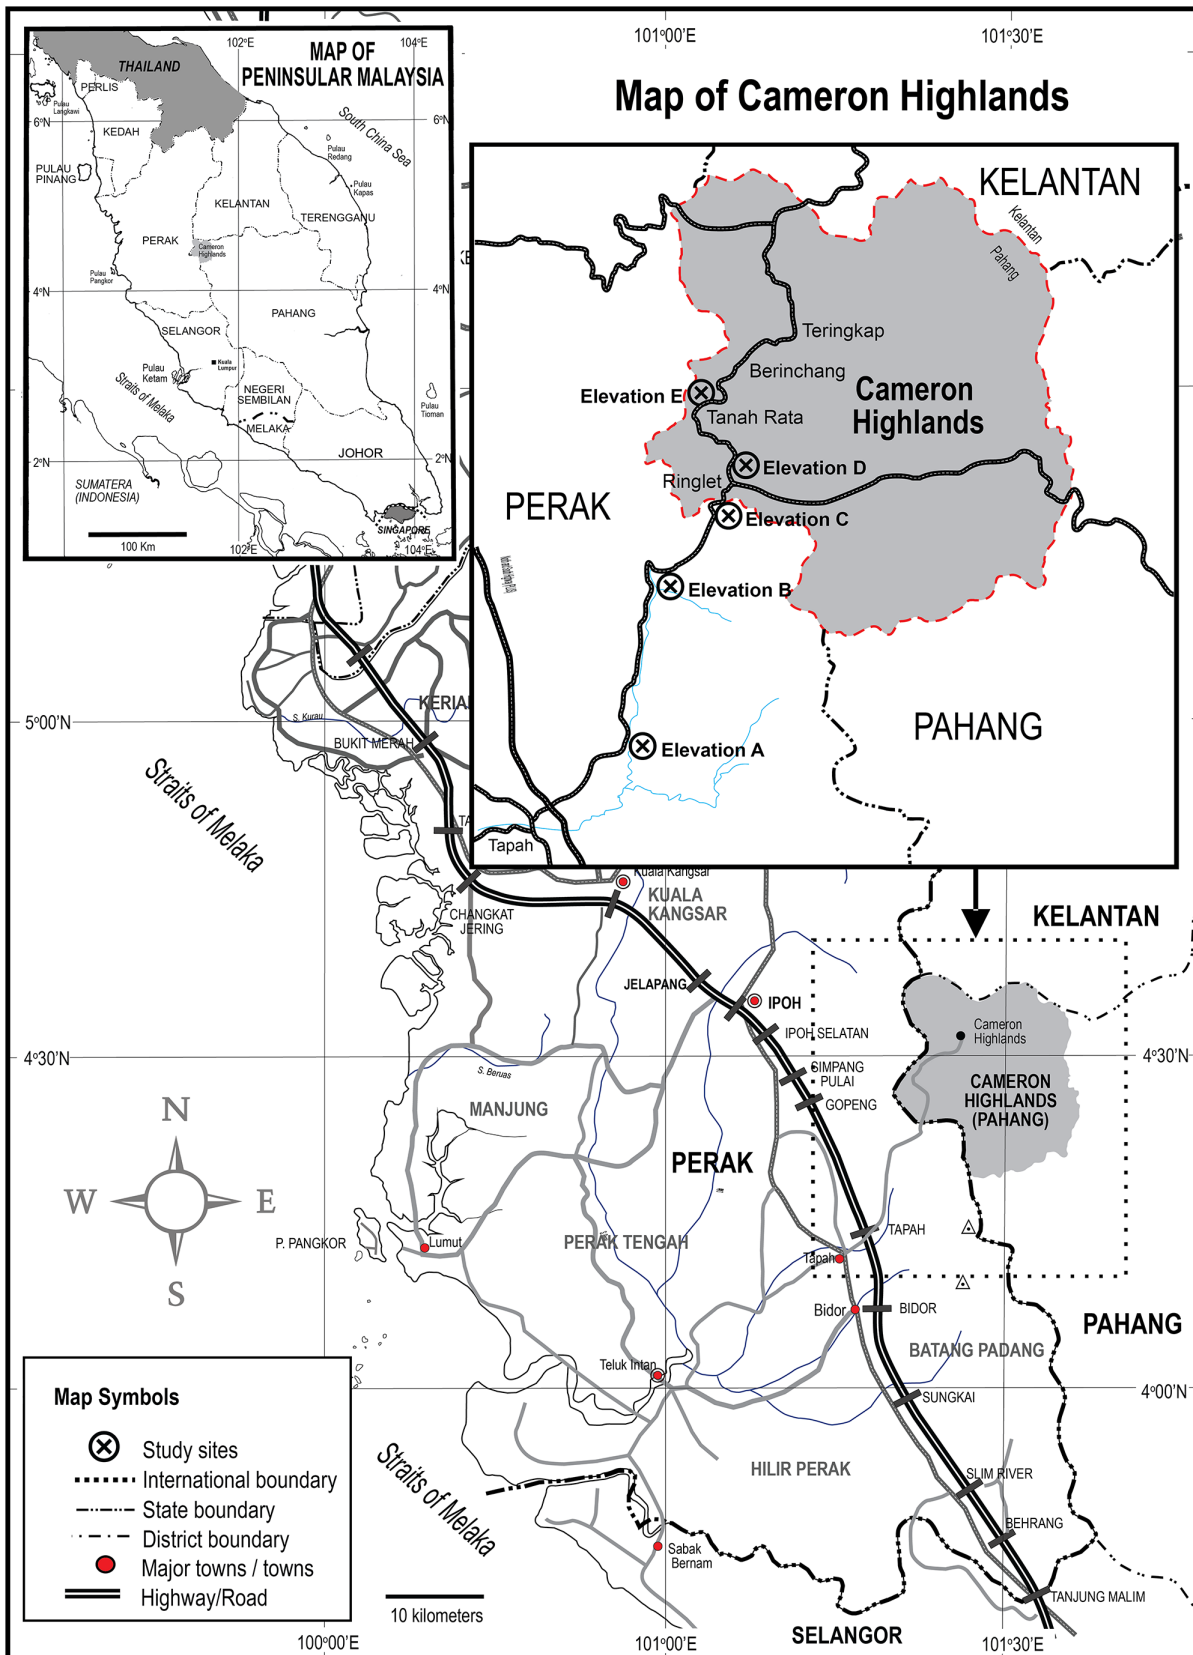 101°00'E
101°30'E
Map of Cameron Highlands
MAP OF
PENINSULAR MALAYSIA
102°E
104°E
THAILAND
PERLIS
Pulau
Langkawi
6°N
6°N
KEDAH
South China Sea
PULAU
PINANG
Pulau
Redang
Pulau
Kapas
KELANTAN
TERENGGANU
PERAK
Cameron
Highlands
Pulau
Pangkor
4°N
4°N
PAHANG
SELANGOR
Kuala
Lumpur
Pulau
Ketam
Straits of Melaka
NEGERI
SEMBILAN
MELAKA
Pulau
Tioman
JOHOR
2°N
2°N
SUMATERA
(INDONESIA)
SINGAPORE
100 Km
102°E
104°E
KELANTAN
Kelantan
Pahang
Teringkap
Berinchang
Elevation E
Tanah Rata
Cameron
Highlands
Elevation D
Ringlet
PERAK
Elevation C
Elevation B
PAHANG
Elevation A
Tapah
KERIAN
S. Kurau
5°00'N
BUKIT MERAH
Straits of Melaka
TA
Kuala Kangsar
KUALA
KANGSAR
CHANGKAT
JERING
KELANTAN
JELAPANG
IPOH
IPOH SELATAN
Cameron
Highlands
4°30'N
4°30'N
SIMPANG
PULAI
S. Beruas
GOPENG
CAMERON
HIGHLANDS
(PAHANG)
MANJUNG
N
W
E
S
PERAK
P. PANGKOR
Lumut
PERAK TENGAH
TAPAH
Tapah
Bidor
BIDOR
PAHANG
BATANG PADANG
Teluk Intan
4°00'N
SUNGKAI
Map Symbols
Study sites
International boundary
State boundary
District boundary
Major towns / towns
Highway/Road
Straits of Melaka
HILIR PERAK
SLIM RIVER
BEHRANG
Sabak
Bernam
TANJUNG MALIM
10 kilometers
SELANGOR
100°00'E
101°00'E
101°30'E